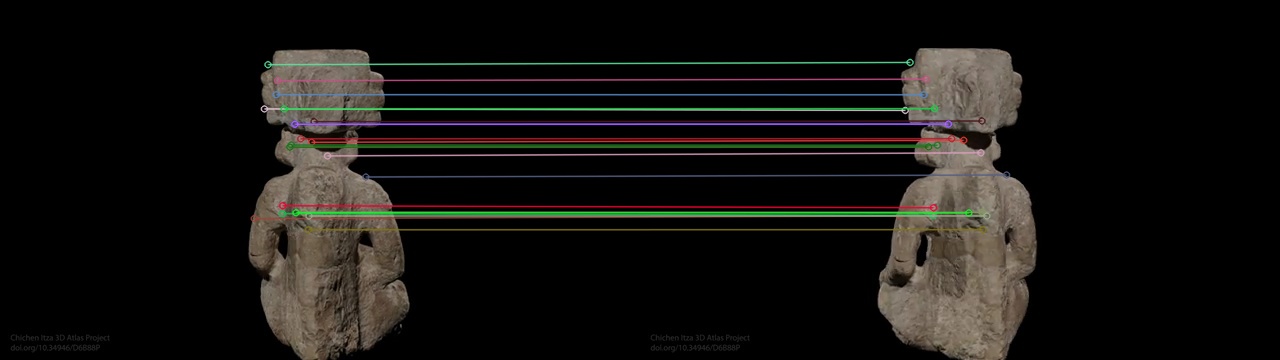 Chichen Itza 3D Atlas Project
doi.org/10.34946/D6B88P
Chichen Itza 3D Atlas Project
doi.org/10.34946/D6B88P